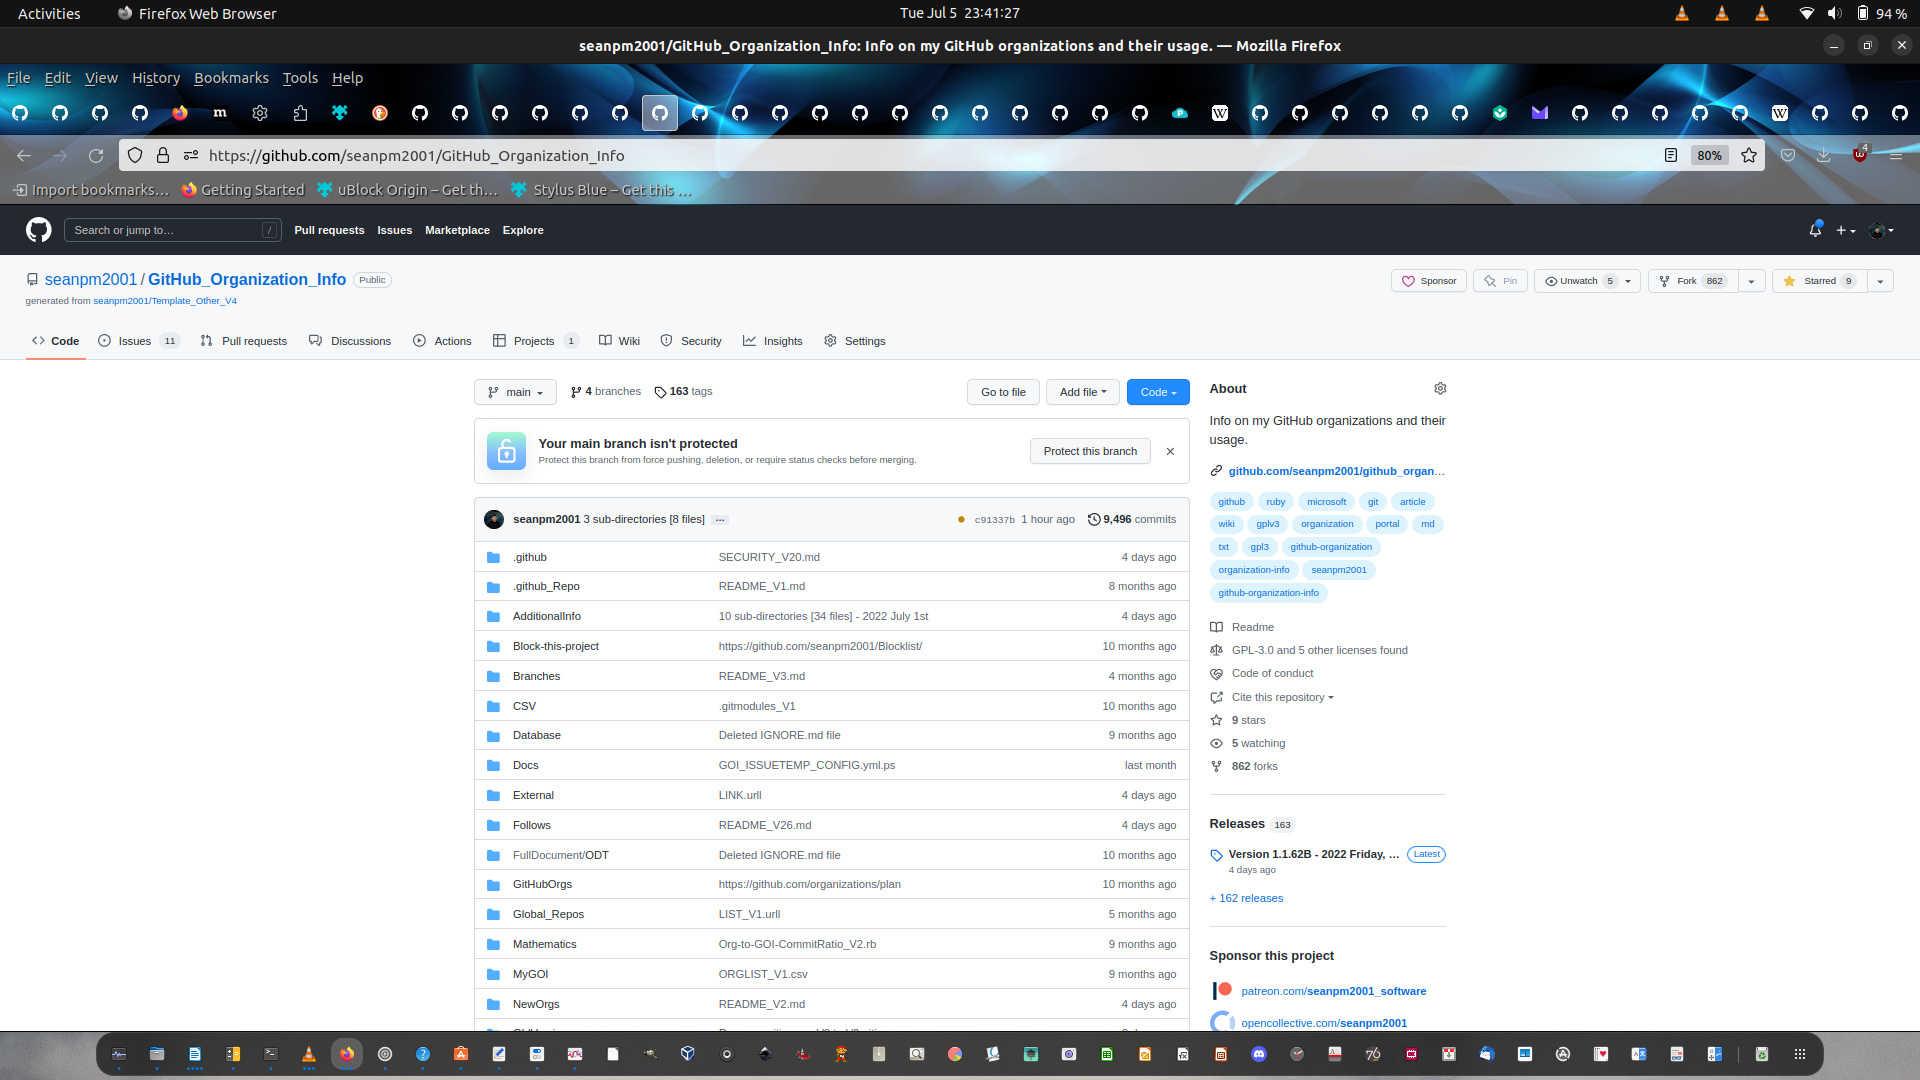 Activities Firefox Web Browser Tue Jul 5 23:41:27 94 %
seanpm2001/GitHub_Organization_Info: Info on my GitHub organizations and their usage. — Mozilla Firefox
File Edit View History Bookmarks Tools Help
https://github.com/seanpm2001/GitHub_Organization_Info 80% 4
Import bookmarks… Getting Started uBlock Origin – Get th… Stylus Blue – Get this …
Search or jump to… / Pull requests Issues Marketplace Explore
seanpm2001 / GitHub_Organization_Info Public Sponsor Pin Unwatch 5 Fork 862 Starred 9
generated from seanpm2001/Template_Other_V4
Code Issues 11 Pull requests Discussions Actions Projects 1 Wiki Security Insights Settings
main 4 branches 163 tags Go to file Add file Code
Your main branch isn't protected
Protect this branch from force pushing, deletion, or require status checks before merging.
Protect this branch
seanpm2001 3 sub-directories [8 files] … c91337b 1 hour ago 9,496 commits
.github SECURITY_V20.md 4 days ago
.github_Repo README_V1.md 8 months ago
AdditionalInfo 10 sub-directories [34 files] - 2022 July 1st 4 days ago
Block-this-project https://github.com/seanpm2001/Blocklist/ 10 months ago
Branches README_V3.md 4 months ago
CSV .gitmodules_V1 10 months ago
Database Deleted IGNORE.md file 9 months ago
Docs GOI_ISSUETEMP_CONFIG.yml.ps last month
External LINK.urll 4 days ago
Follows README_V26.md 4 days ago
FullDocument/ODT Deleted IGNORE.md file 10 months ago
GitHubOrgs https://github.com/organizations/plan 10 months ago
Global_Repos LIST_V1.urll 5 months ago
Mathematics Org-to-GOI-CommitRatio_V2.rb 9 months ago
MyGOI ORGLIST_V1.csv 9 months ago
NewOrgs README_V2.md 4 days ago
About
Info on my GitHub organizations and their
usage.
github.com/seanpm2001/github_organ…
github ruby microsoft git article
wiki gplv3 organization portal md
txt gpl3 github-organization
organization-info seanpm2001
github-organization-info
Readme
GPL-3.0 and 5 other licenses found
Code of conduct
Cite this repository
9 stars
5 watching
862 forks
Releases 163
Version 1.1.62B - 2022 Friday, … Latest
4 days ago
+ 162 releases
Sponsor this project
patreon.com/seanpm2001_software
opencollective.com/seanpm2001